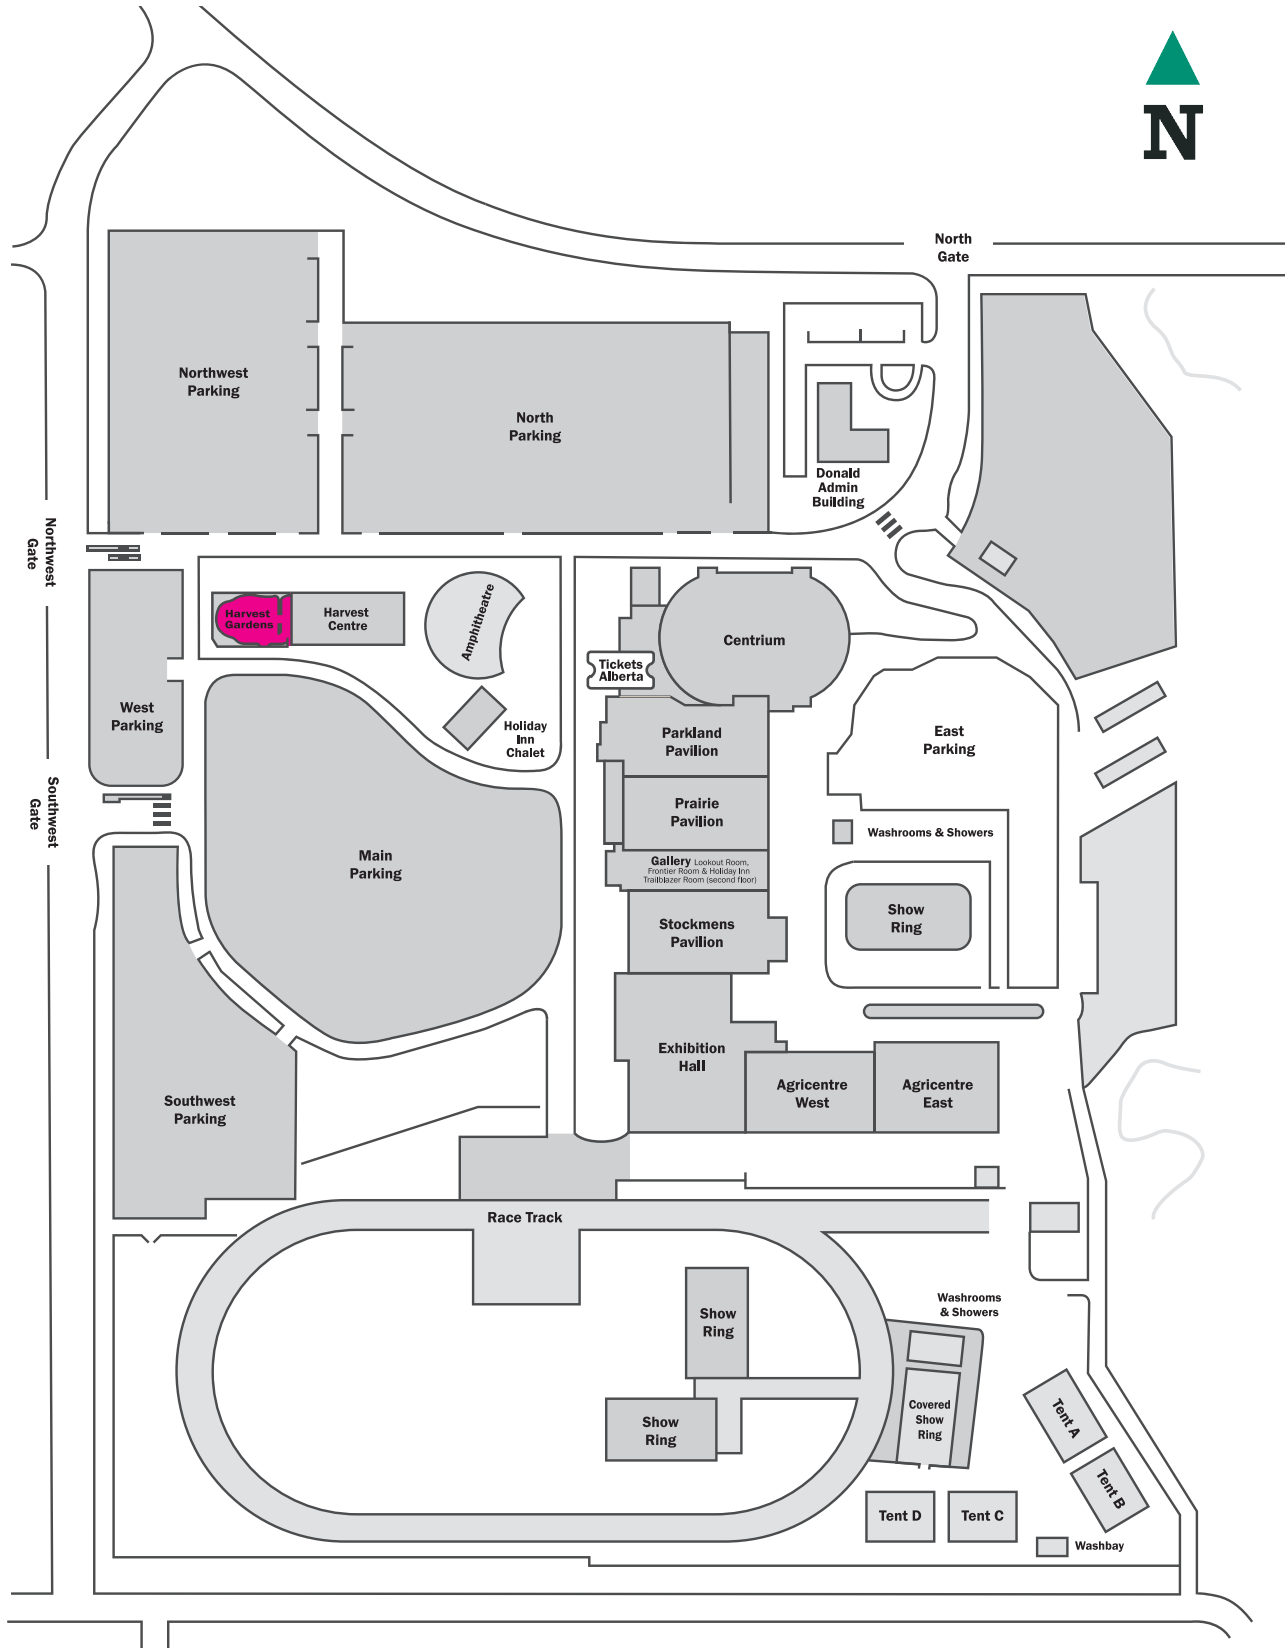 N
North
Gate
Northwest
Parking
North
Parking
Donald
Admin
Building
Northwest
Gate
Harvest
Gardens
Harvest
Centre
Amphitheatre
Centrium
Tickets
Alberta
West
Parking
Holiday
Inn
Chalet
Parkland
Pavilion
East
Parking
Southwest
Gate
Prairie
Pavilion
Washrooms & Showers
Main
Parking
Gallery Lookout Room,
Frontier Room & Holiday Inn
Trailblazer Room (second floor)
Stockmens
Pavilion
Show
Ring
Exhibition
Hall
Agricentre
West
Agricentre
East
Southwest
Parking
Race Track
Washrooms
& Showers
Show
Ring
Show
Ring
Covered
Show
Ring
Tent A
Tent B
Tent D
Tent C
Washbay